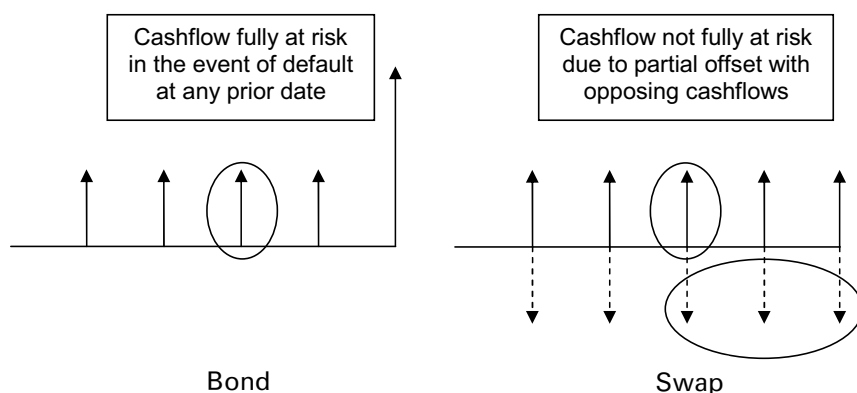 Cashflow fully at risk
in the event of default
at any prior date
Cashflow not fully at risk
due to partial offset with
opposing cashflows
Bond
Swap